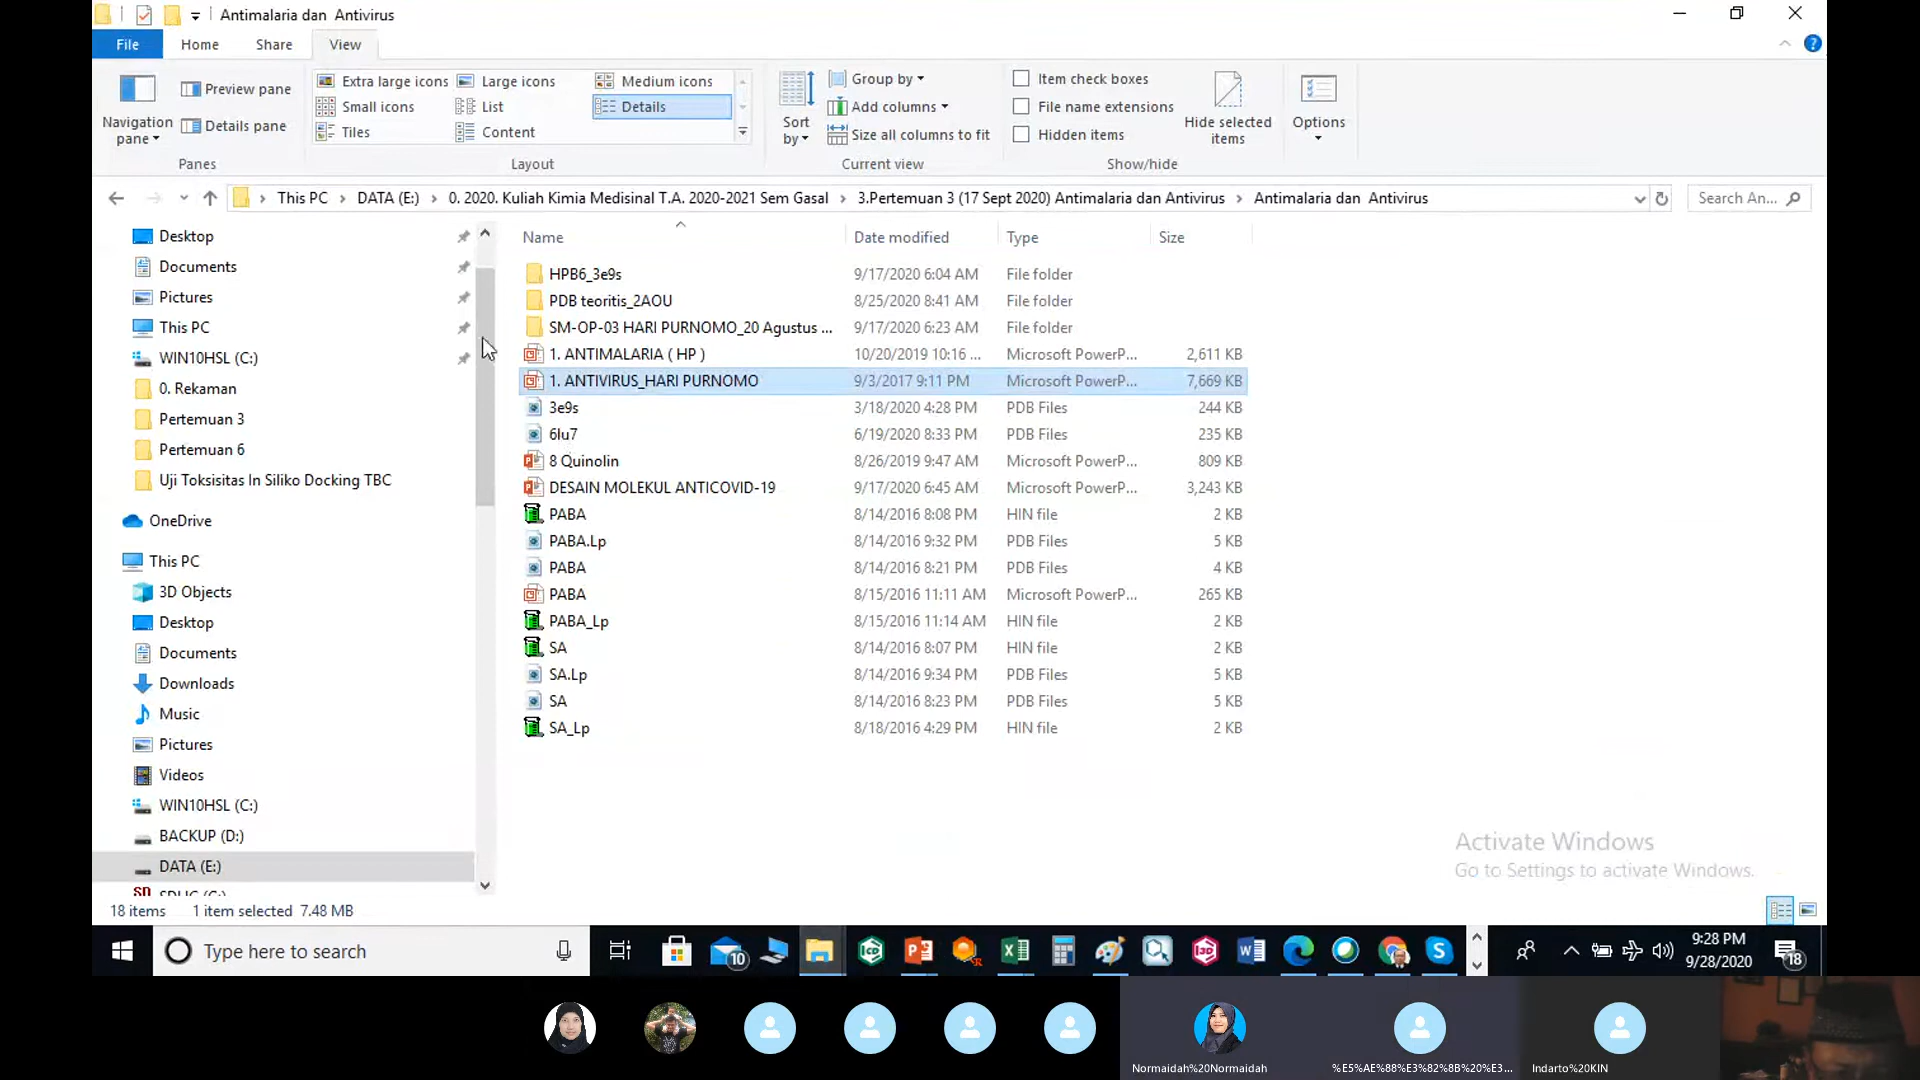 Antimalaria dan Antivirus
File Home Share View
Navigation pane
Preview pane
Details pane
Panes
Extra large icons Large icons Medium icons
Small icons List Details
Tiles Content
Layout
Sort by
Group by
Add columns
Size all columns to fit
Current view
Item check boxes
File name extensions
Hidden items
Hide selected items
Show/hide
Options
This PC DATA (E:) 0. 2020. Kuliah Kimia Medisinal T.A. 2020-2021 Sem Gasal 3.Pertemuan 3 (17 Sept 2020) Antimalaria dan Antivirus Antimalaria dan Antivirus
Search An...
Desktop
Documents
Pictures
This PC
WIN10HSL (C:)
0. Rekaman
Pertemuan 3
Pertemuan 6
Uji Toksisitas In Siliko Docking TBC
OneDrive
This PC
3D Objects
Desktop
Documents
Downloads
Music
Pictures
Videos
WIN10HSL (C:)
BACKUP (D:)
DATA (E:)
Name Date modified Type Size
HPB6_3e9s 9/17/2020 6:04 AM File folder
PDB teoritis_2AOU 8/25/2020 8:41 AM File folder
SM-OP-03 HARI PURNOMO_20 Agustus ... 9/17/2020 6:23 AM File folder
1. ANTIMALARIA ( HP ) 10/20/2019 10:16 ... Microsoft PowerP... 2,611 KB
1. ANTIVIRUS_HARI PURNOMO 9/3/2017 9:11 PM Microsoft PowerP... 7,669 KB
3e9s 3/18/2020 4:28 PM PDB Files 244 KB
6lu7 6/19/2020 8:33 PM PDB Files 235 KB
8 Quinolin 8/26/2019 9:47 AM Microsoft PowerP... 809 KB
DESAIN MOLEKUL ANTICOVID-19 9/17/2020 6:45 AM Microsoft PowerP... 3,243 KB
PABA 8/14/2016 8:08 PM HIN file 2 KB
PABA.Lp 8/14/2016 9:32 PM PDB Files 5 KB
PABA 8/14/2016 8:21 PM PDB Files 4 KB
PABA 8/15/2016 11:11 AM Microsoft PowerP... 265 KB
PABA_Lp 8/15/2016 11:14 AM HIN file 2 KB
SA 8/14/2016 8:07 PM HIN file 2 KB
SA.Lp 8/14/2016 9:34 PM PDB Files 5 KB
SA 8/14/2016 8:23 PM PDB Files 5 KB
SA_Lp 8/18/2016 4:29 PM HIN file 2 KB
Activate Windows
Go to Settings to activate Windows.
18 items 1 item selected 7.48 MB
Type here to search
10
9:28 PM
9/28/2020
18
Normaidah%20Normaidah
%E5%AE%88%E3%82%8B%20%E3...
Indarto%20KIN